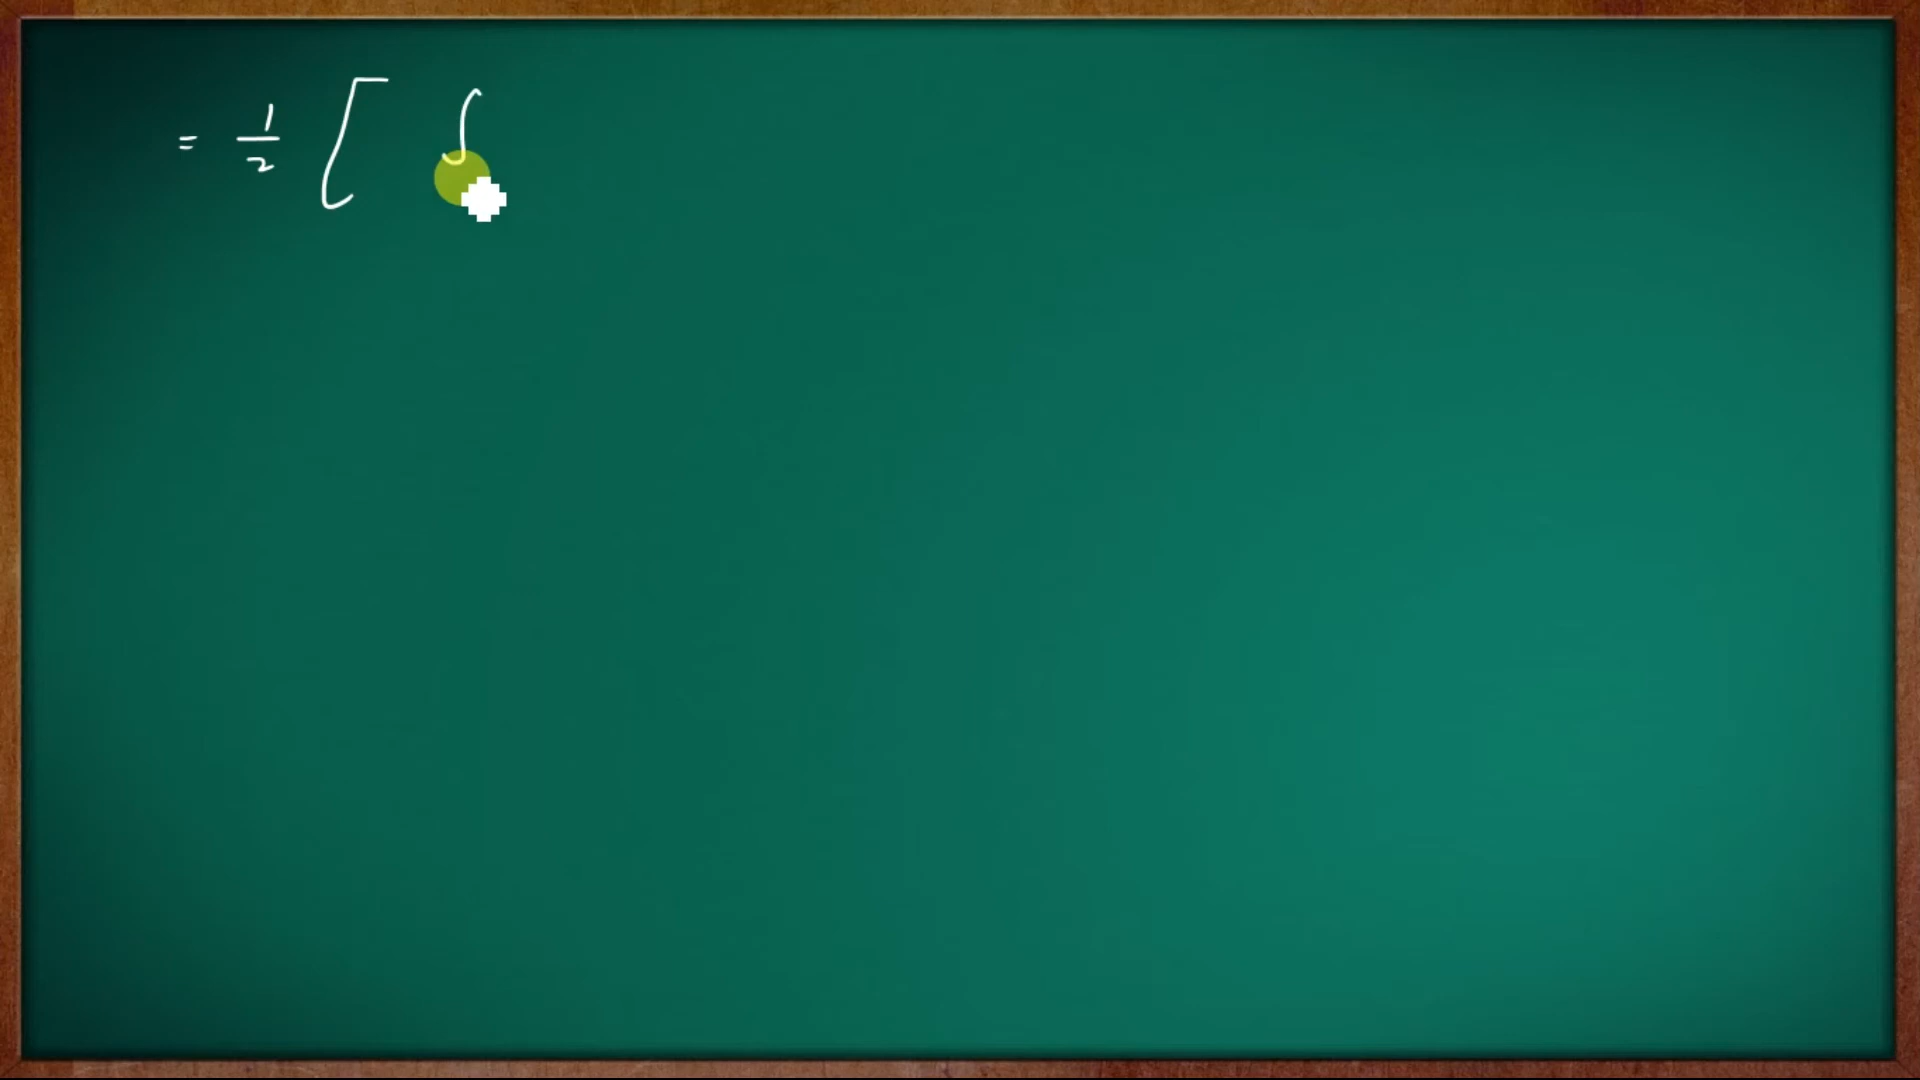 = 1/2 [ ∫